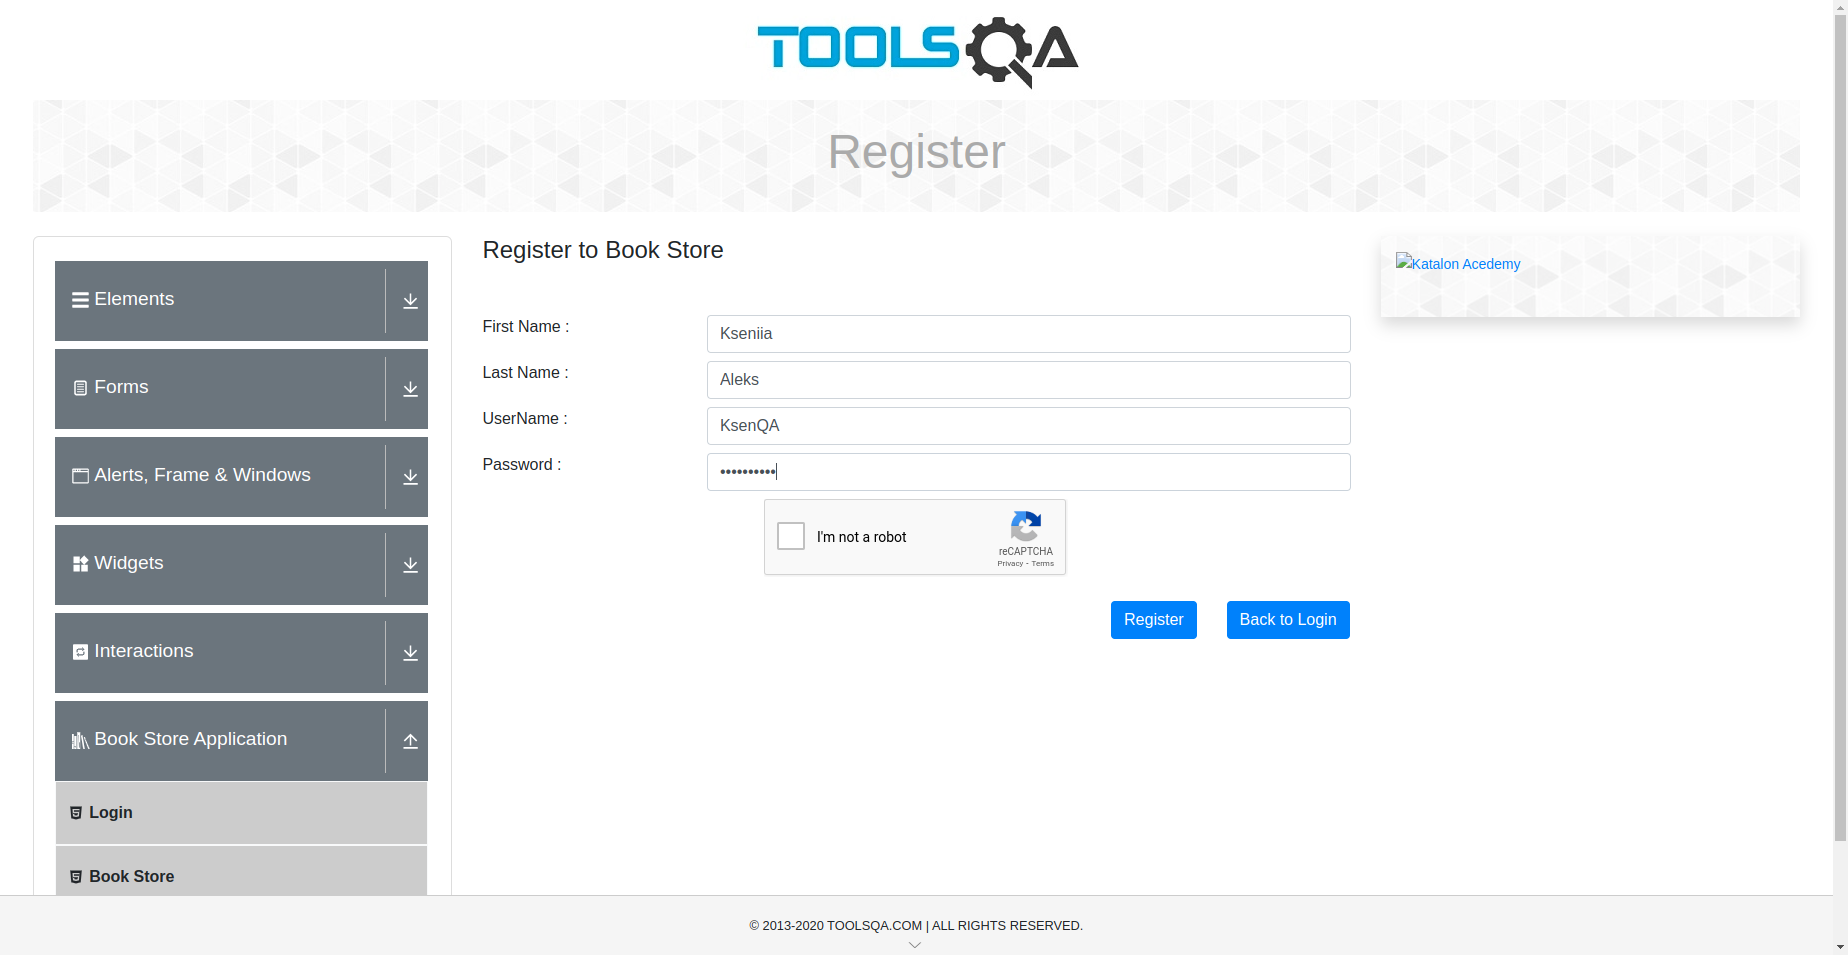 TOOLSQA
Register
Elements
Forms
Alerts, Frame & Windows
Widgets
Interactions
Book Store Application
Login
Book Store
Register to Book Store
First Name :
Kseniia
Last Name :
Aleks
UserName :
KsenQA
Password :
••••••••••
I'm not a robot
reCAPTCHA
Privacy - Terms
Register
Back to Login
Katalon Acedemy
© 2013-2020 TOOLSQA.COM | ALL RIGHTS RESERVED.